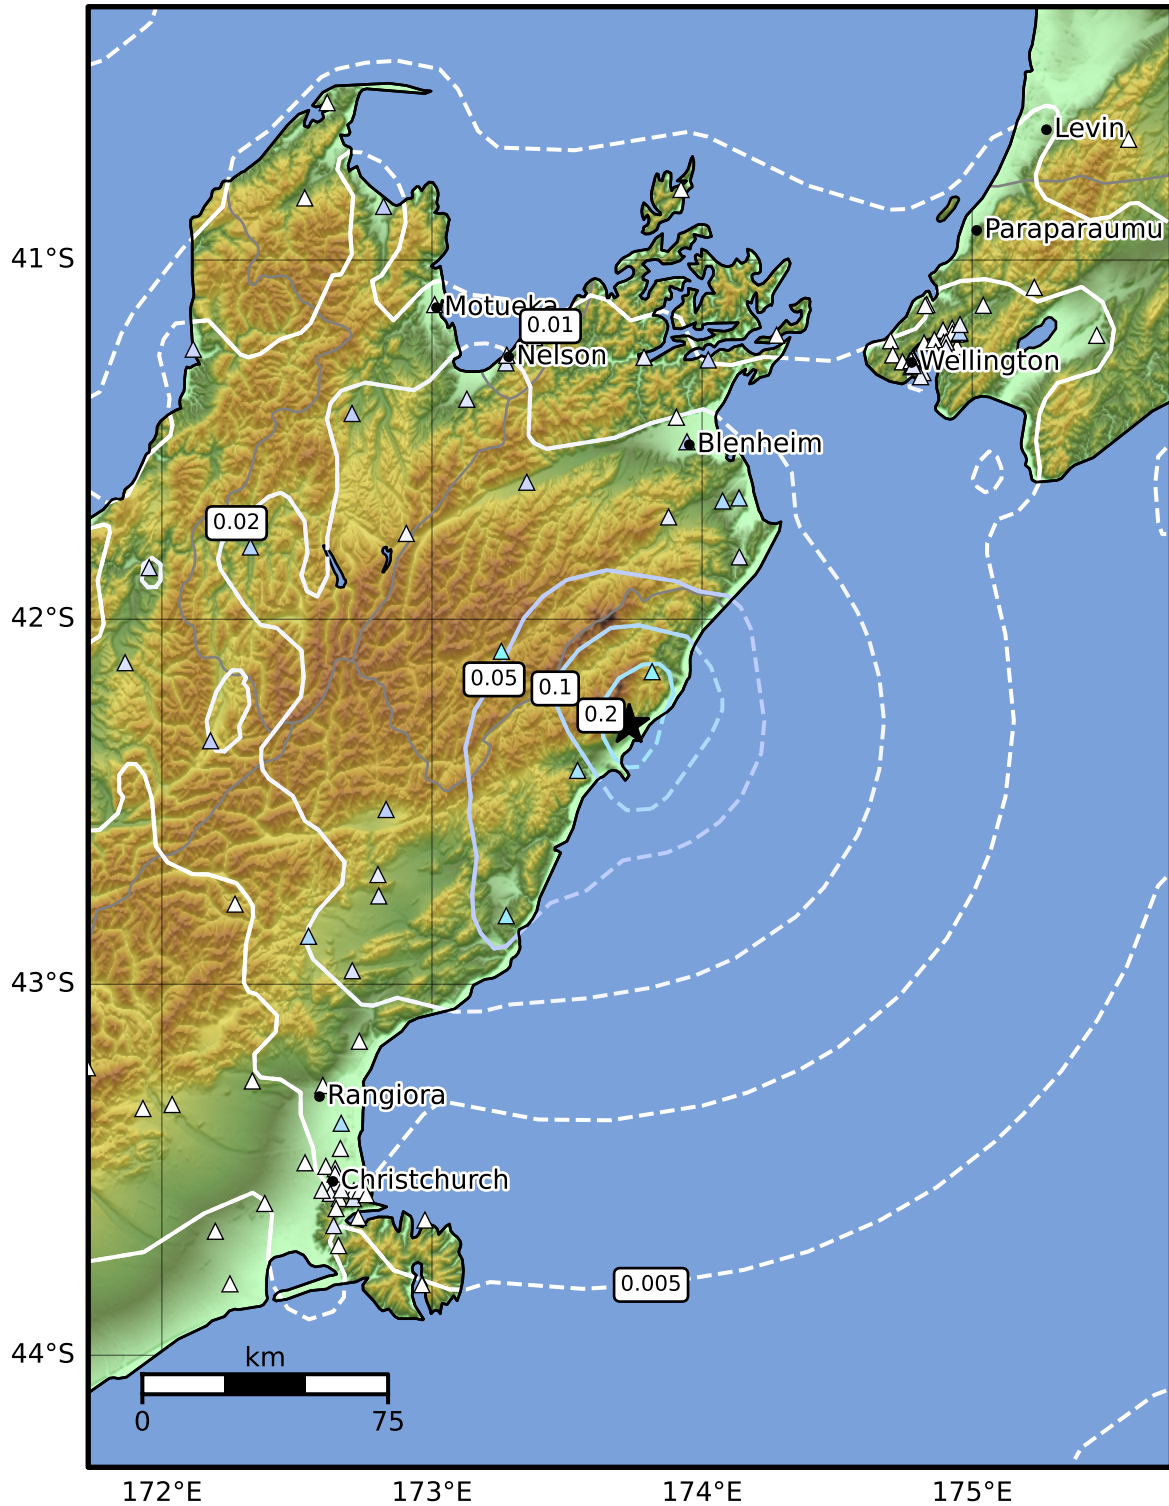 Levin
Paraparaumu
41°S
Motueka
0.01
Nelson
Wellington
Blenheim
0.02
42°S
0.05
0.1
0.2
43°S
Rangiora
Christchurch
0.005
44°S
km
0
75
172°E
173°E
174°E
175°E